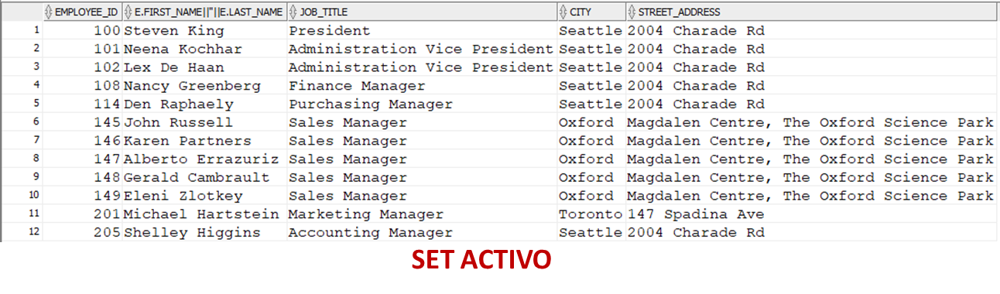 EMPLOYEE_ID E.FIRST_NAME||''||E.LAST_NAME JOB_TITLE CITY STREET_ADDRESS
1 100 Steven King President Seattle 2004 Charade Rd
2 101 Neena Kochhar Administration Vice President Seattle 2004 Charade Rd
3 102 Lex De Haan Administration Vice President Seattle 2004 Charade Rd
4 108 Nancy Greenberg Finance Manager Seattle 2004 Charade Rd
5 114 Den Raphaely Purchasing Manager Seattle 2004 Charade Rd
6 145 John Russell Sales Manager Oxford Magdalen Centre, The Oxford Science Park
7 146 Karen Partners Sales Manager Oxford Magdalen Centre, The Oxford Science Park
8 147 Alberto Errazuriz Sales Manager Oxford Magdalen Centre, The Oxford Science Park
9 148 Gerald Cambrault Sales Manager Oxford Magdalen Centre, The Oxford Science Park
10 149 Eleni Zlotkey Sales Manager Oxford Magdalen Centre, The Oxford Science Park
11 201 Michael Hartstein Marketing Manager Toronto 147 Spadina Ave
12 205 Shelley Higgins Accounting Manager Seattle 2004 Charade Rd
SET ACTIVO